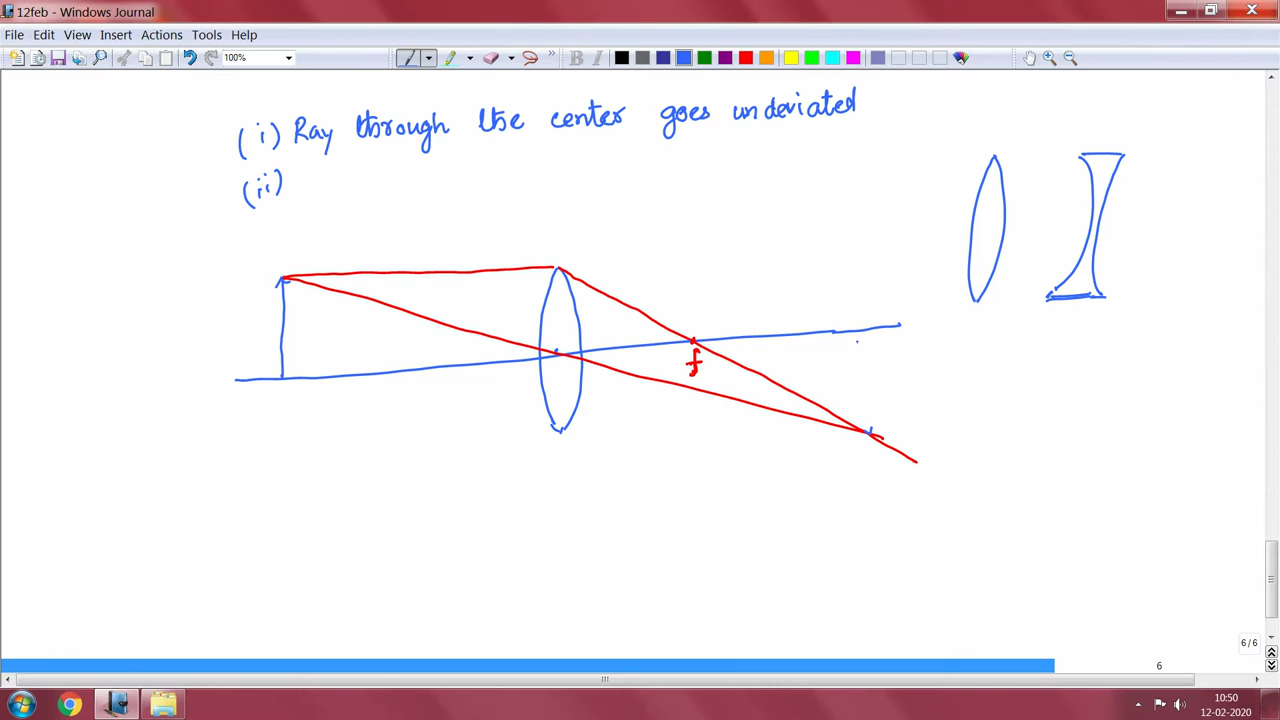 12feb - Windows Journal
File Edit View Insert Actions Tools Help
100%
B I
(i) Ray through the center goes undeviated
(ii)
f
6/6
6
10:50
12-02-2020